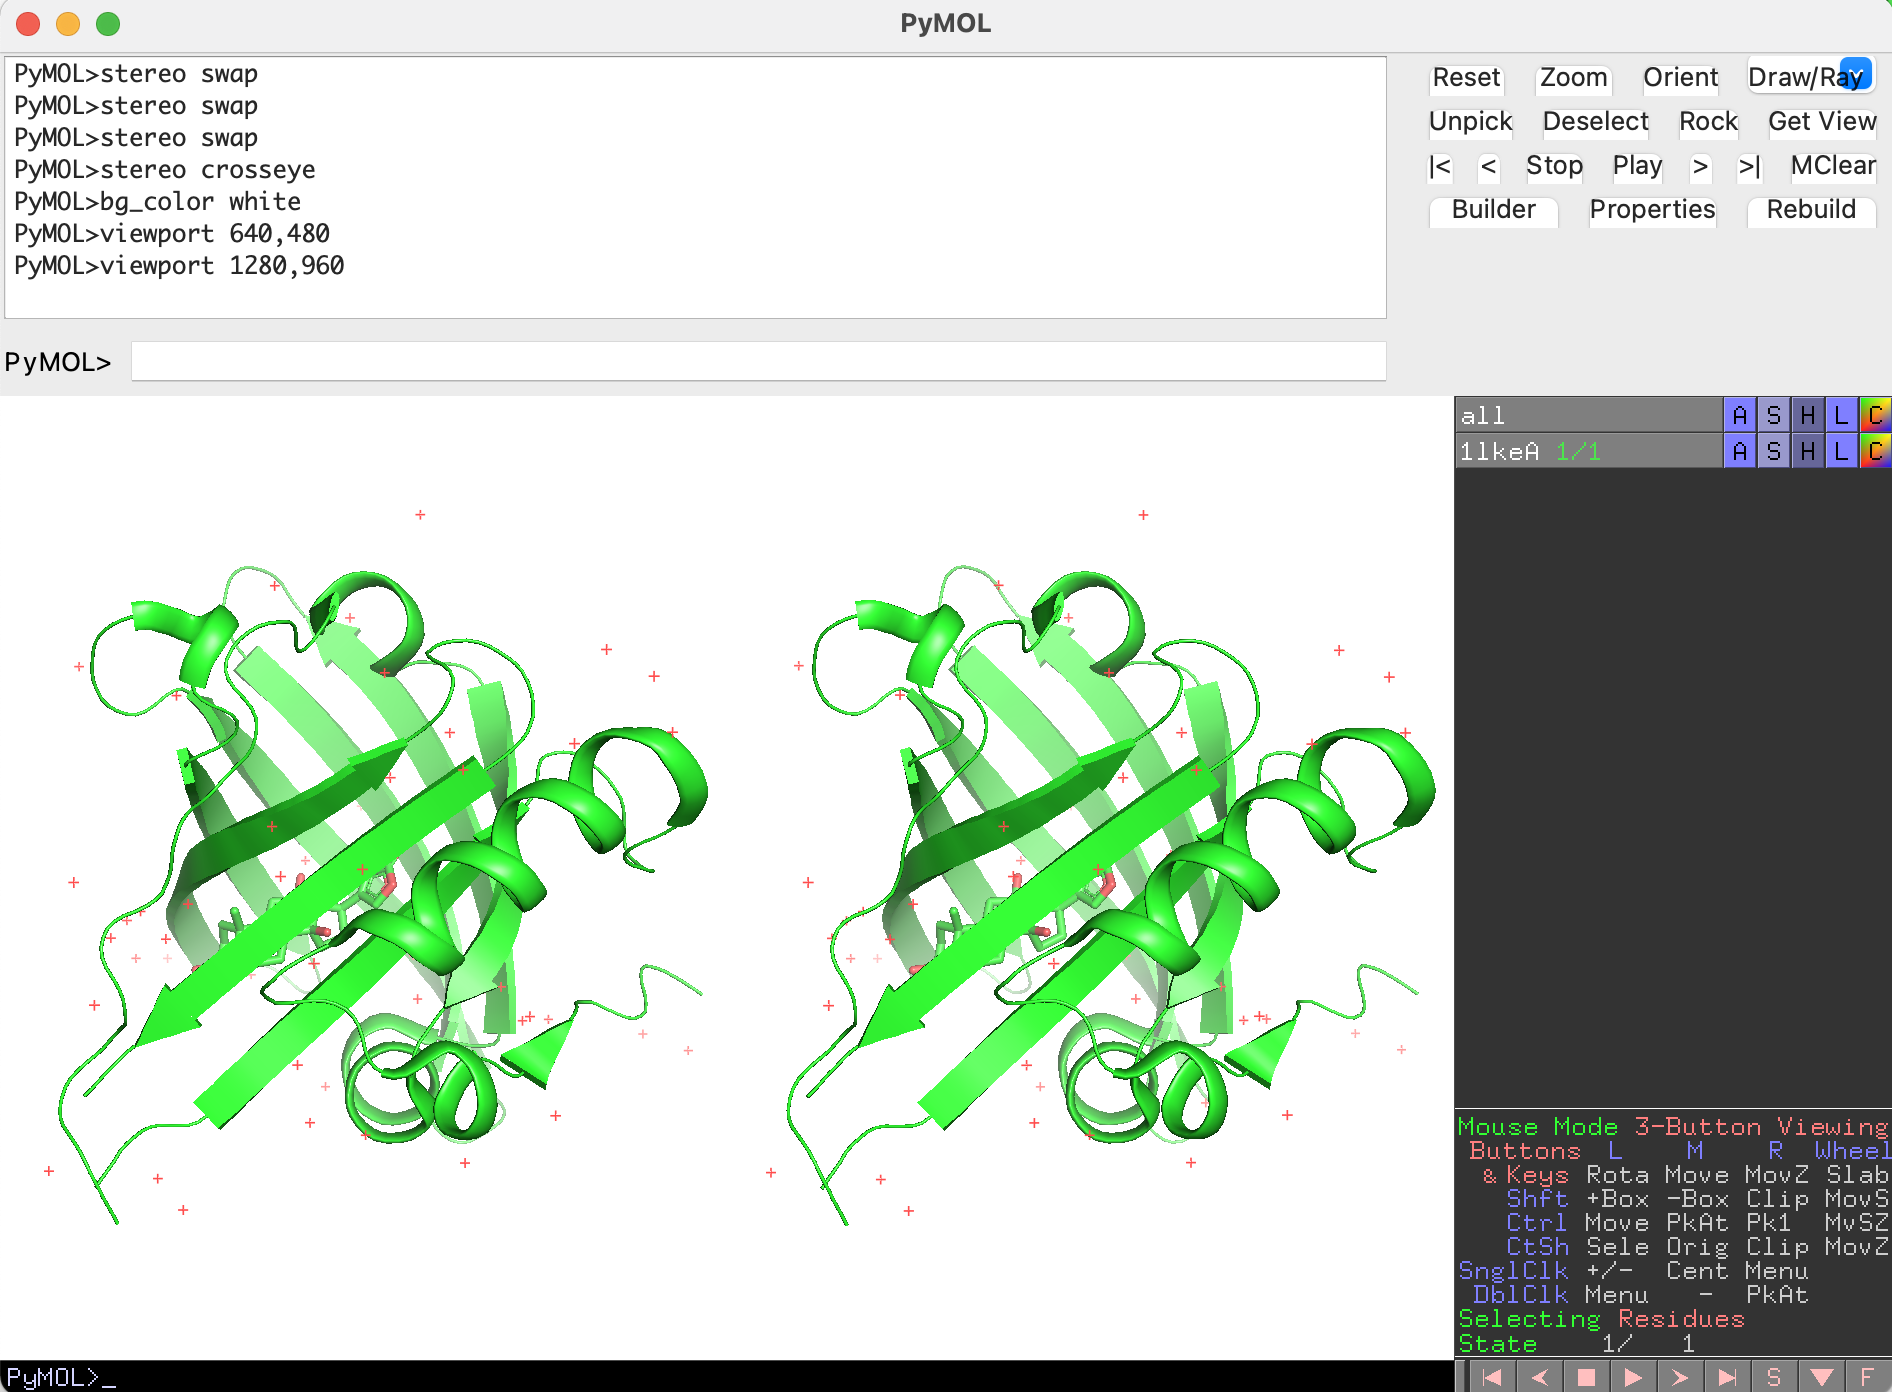 PyMOL
PyMOL>stereo swap
PyMOL>stereo swap
PyMOL>stereo swap
PyMOL>stereo crosseye
PyMOL>bg_color white
PyMOL>viewport 640,480
PyMOL>viewport 1280,960
PyMOL>
Reset Zoom Orient Draw/Ray
Unpick Deselect Rock Get View
|< < Stop Play > >| MClear
Builder Properties Rebuild
all A S H L C
1lkeA 1/1 A S H L C
Mouse Mode 3-Button Viewing
Buttons L M R Wheel
& Keys Rota Move MovZ Slab
Shft +Box -Box Clip MovS
Ctrl Move PkAt Pk1 MvSZ
CtSh Sele Orig Clip MovZ
SnglClk +/- Cent Menu
DblClk Menu - PkAt
Selecting Residues
State 1/ 1
PyMOL>_
S F